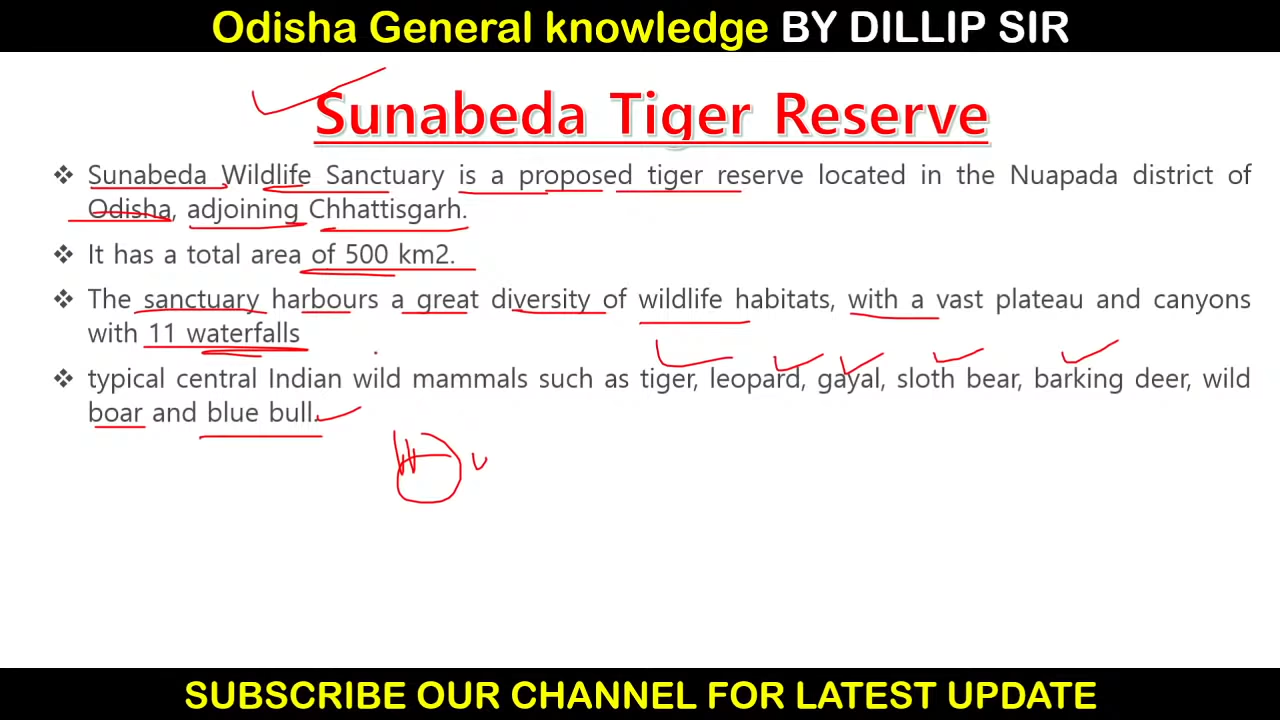 Odisha General knowledge BY DILLIP SIR
Sunabeda Tiger Reserve
❖ Sunabeda Wildlife Sanctuary is a proposed tiger reserve located in the Nuapada district of
Odisha, adjoining Chhattisgarh.
❖ It has a total area of 500 km2.
❖ The sanctuary harbours a great diversity of wildlife habitats, with a vast plateau and canyons
with 11 waterfalls
❖ typical central Indian wild mammals such as tiger, leopard, gayal, sloth bear, barking deer, wild
boar and blue bull.
SUBSCRIBE OUR CHANNEL FOR LATEST UPDATE